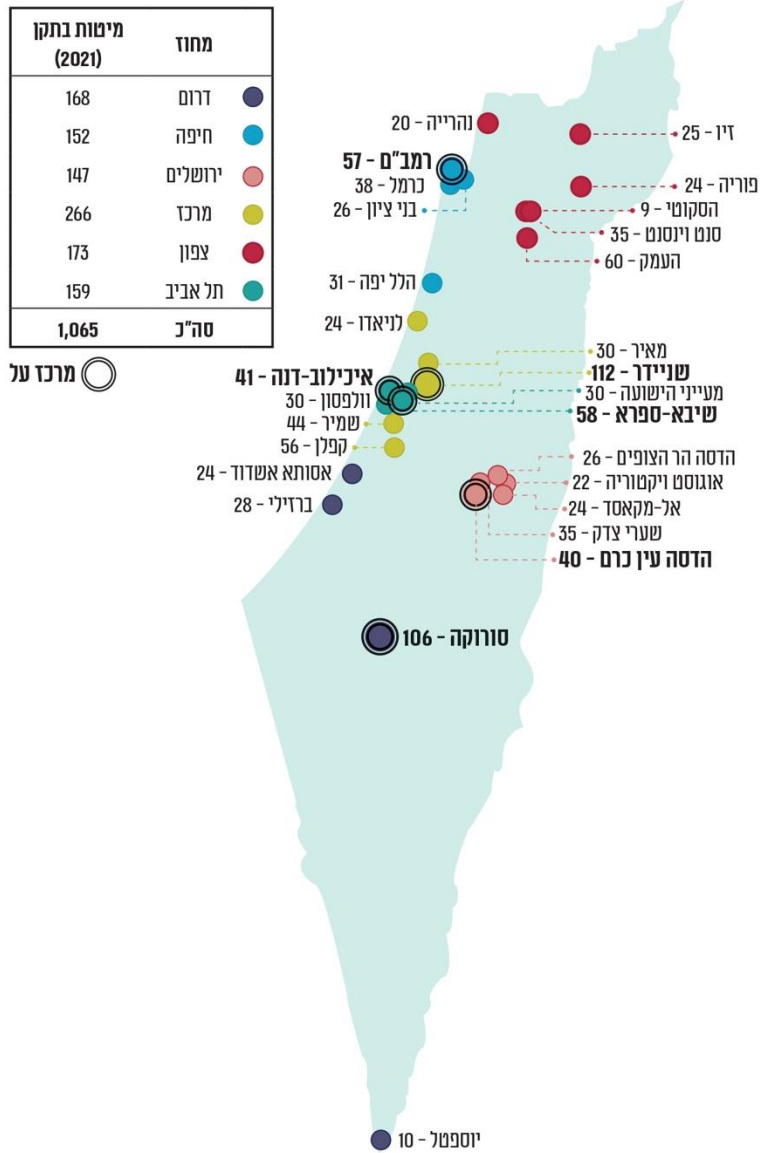 מחוז מיטות בתקן (2021)
דרום 168
חיפה 152
ירושלים 147
מרכז 266
צפון 173
תל אביב 159
סה"כ 1,065
מרכז על
נהרייה - 20
זיו - 25
רמב"ם - 57
כרמל - 38
בני ציון - 26
פוריה - 24
הסקוטי - 9
סנט וינסנט - 35
העמק - 60
הלל יפה - 31
לניאדו - 24
מאיר - 30
שניידר - 112
מעייני הישועה - 30
שיבא-ספרא - 58
איכילוב-דנה - 41
וולפסון - 30
שמיר - 44
קפלן - 56
אסותא אשדוד - 24
ברזילי - 28
הדסה הר הצופים - 26
אוגוסט ויקטוריה - 22
אל-מקאסד - 24
שערי צדק - 35
הדסה עין כרם - 40
סורוקה - 106
יוספטל - 10